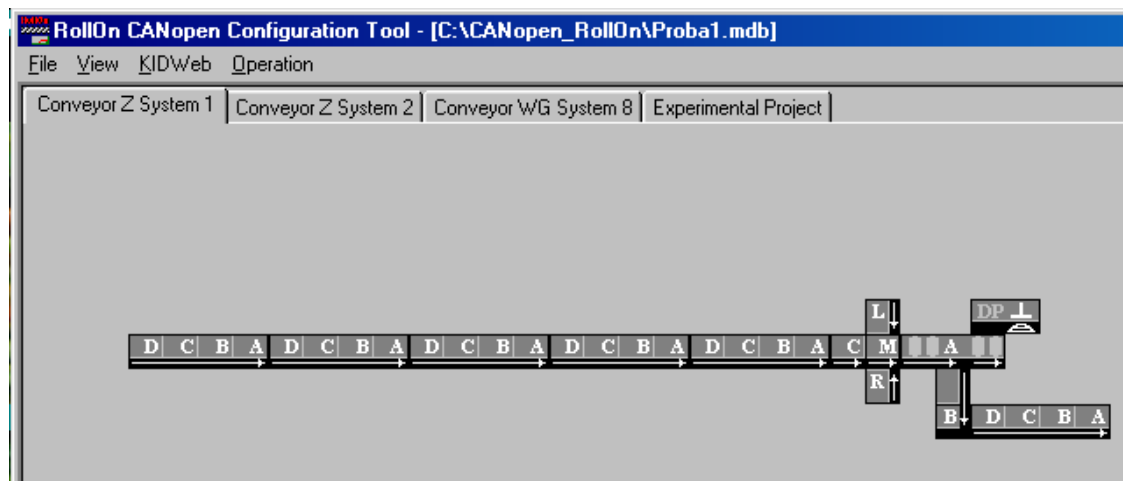 RollOn CANopen Configuration Tool - [C:\CANopen_RollOn\Proba1.mdb]
File View KIDWeb Operation
Conveyor Z System 1 Conveyor Z System 2 Conveyor WG System 8 Experimental Project
L DP
D C B A D C B A D C B A D C B A D C B A C M A
R
B D C B A